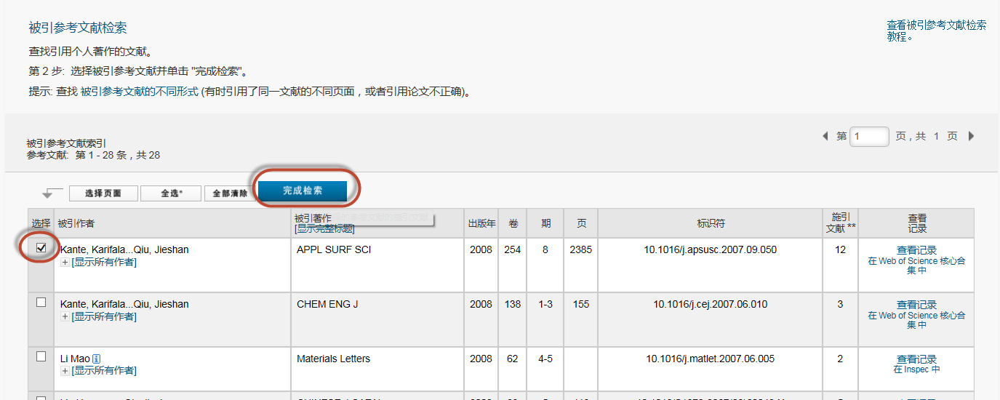 被引参考文献检索
查看被引参考文献检索
教程。
查找引用个人著作的文献。
第 2 步: 选择被引参考文献并单击 "完成检索"。
提示: 查找 被引参考文献的不同形式 (有时引用了同一文献的不同页面，或者引用论文不正确)。
第 1 页，共 1 页
被引参考文献索引
参考文献: 第 1 - 28 条，共 28
选择页面 全选* 全部清除 完成检索
选择 被引作者 被引著作 [显示完整标题] 出版年 卷 期 页 标识符 施引文献 ** 查看记录
Kante, Karifala...Qiu, Jieshan APPL SURF SCI 2008 254 8 2385 10.1016/j.apsusc.2007.09.050 12 查看记录
[显示所有作者] 在 Web of Science 核心合
集 中
Kante, Karifala...Qiu, Jieshan CHEM ENG J 2008 138 1-3 155 10.1016/j.cej.2007.06.010 3 查看记录
[显示所有作者] 在 Web of Science 核心合
集 中
Li Mao Materials Letters 2008 62 4-5 10.1016/j.matlet.2007.06.005 2 查看记录
[显示所有作者] 在 Inspec 中